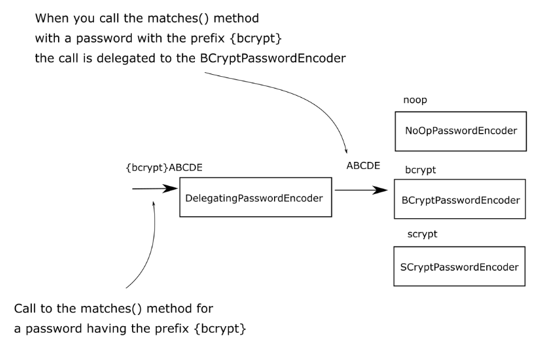 When you call the matches() method
with a password with the prefix {bcrypt}
the call is delegated to the BCryptPasswordEncoder
noop
NoOpPasswordEncoder
{bcrypt}ABCDE
ABCDE
bcrypt
DelegatingPasswordEncoder
BCryptPasswordEncoder
scrypt
SCryptPasswordEncoder
Call to the matches() method for
a password having the prefix {bcrypt}